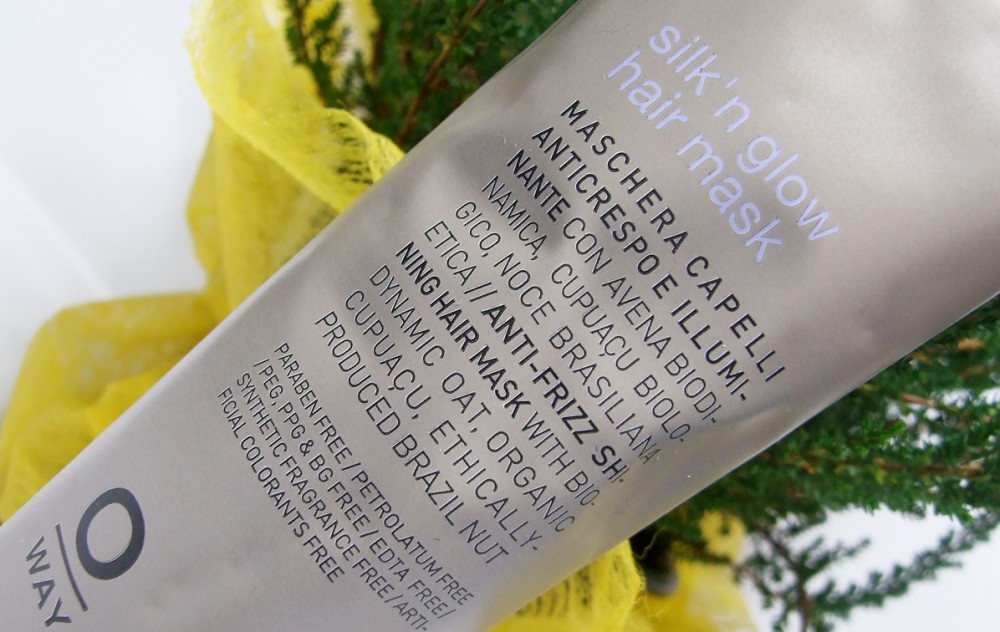 silk'n glow
hair mask
MASCHERA CAPELLI
ANTICRESPO E ILLUMI-
NANTE CON AVENA BIODI-
NAMICA, CUPUAÇU BIOLO-
GICO, NOCE BRASILIANA
ETICA // ANTI-FRIZZ SHI-
NING HAIR MASK WITH BIO-
DYNAMIC OAT, ORGANIC
CUPUAÇU, ETHICALLY-
PRODUCED BRAZIL NUT
PARABEN FREE / PETROLATUM FREE
/PEG, PPG & BG FREE/ EDTA FREE/
SYNTHETIC FRAGRANCE FREE/ARTI-
FICIAL COLORANTS FREE
O
WAY